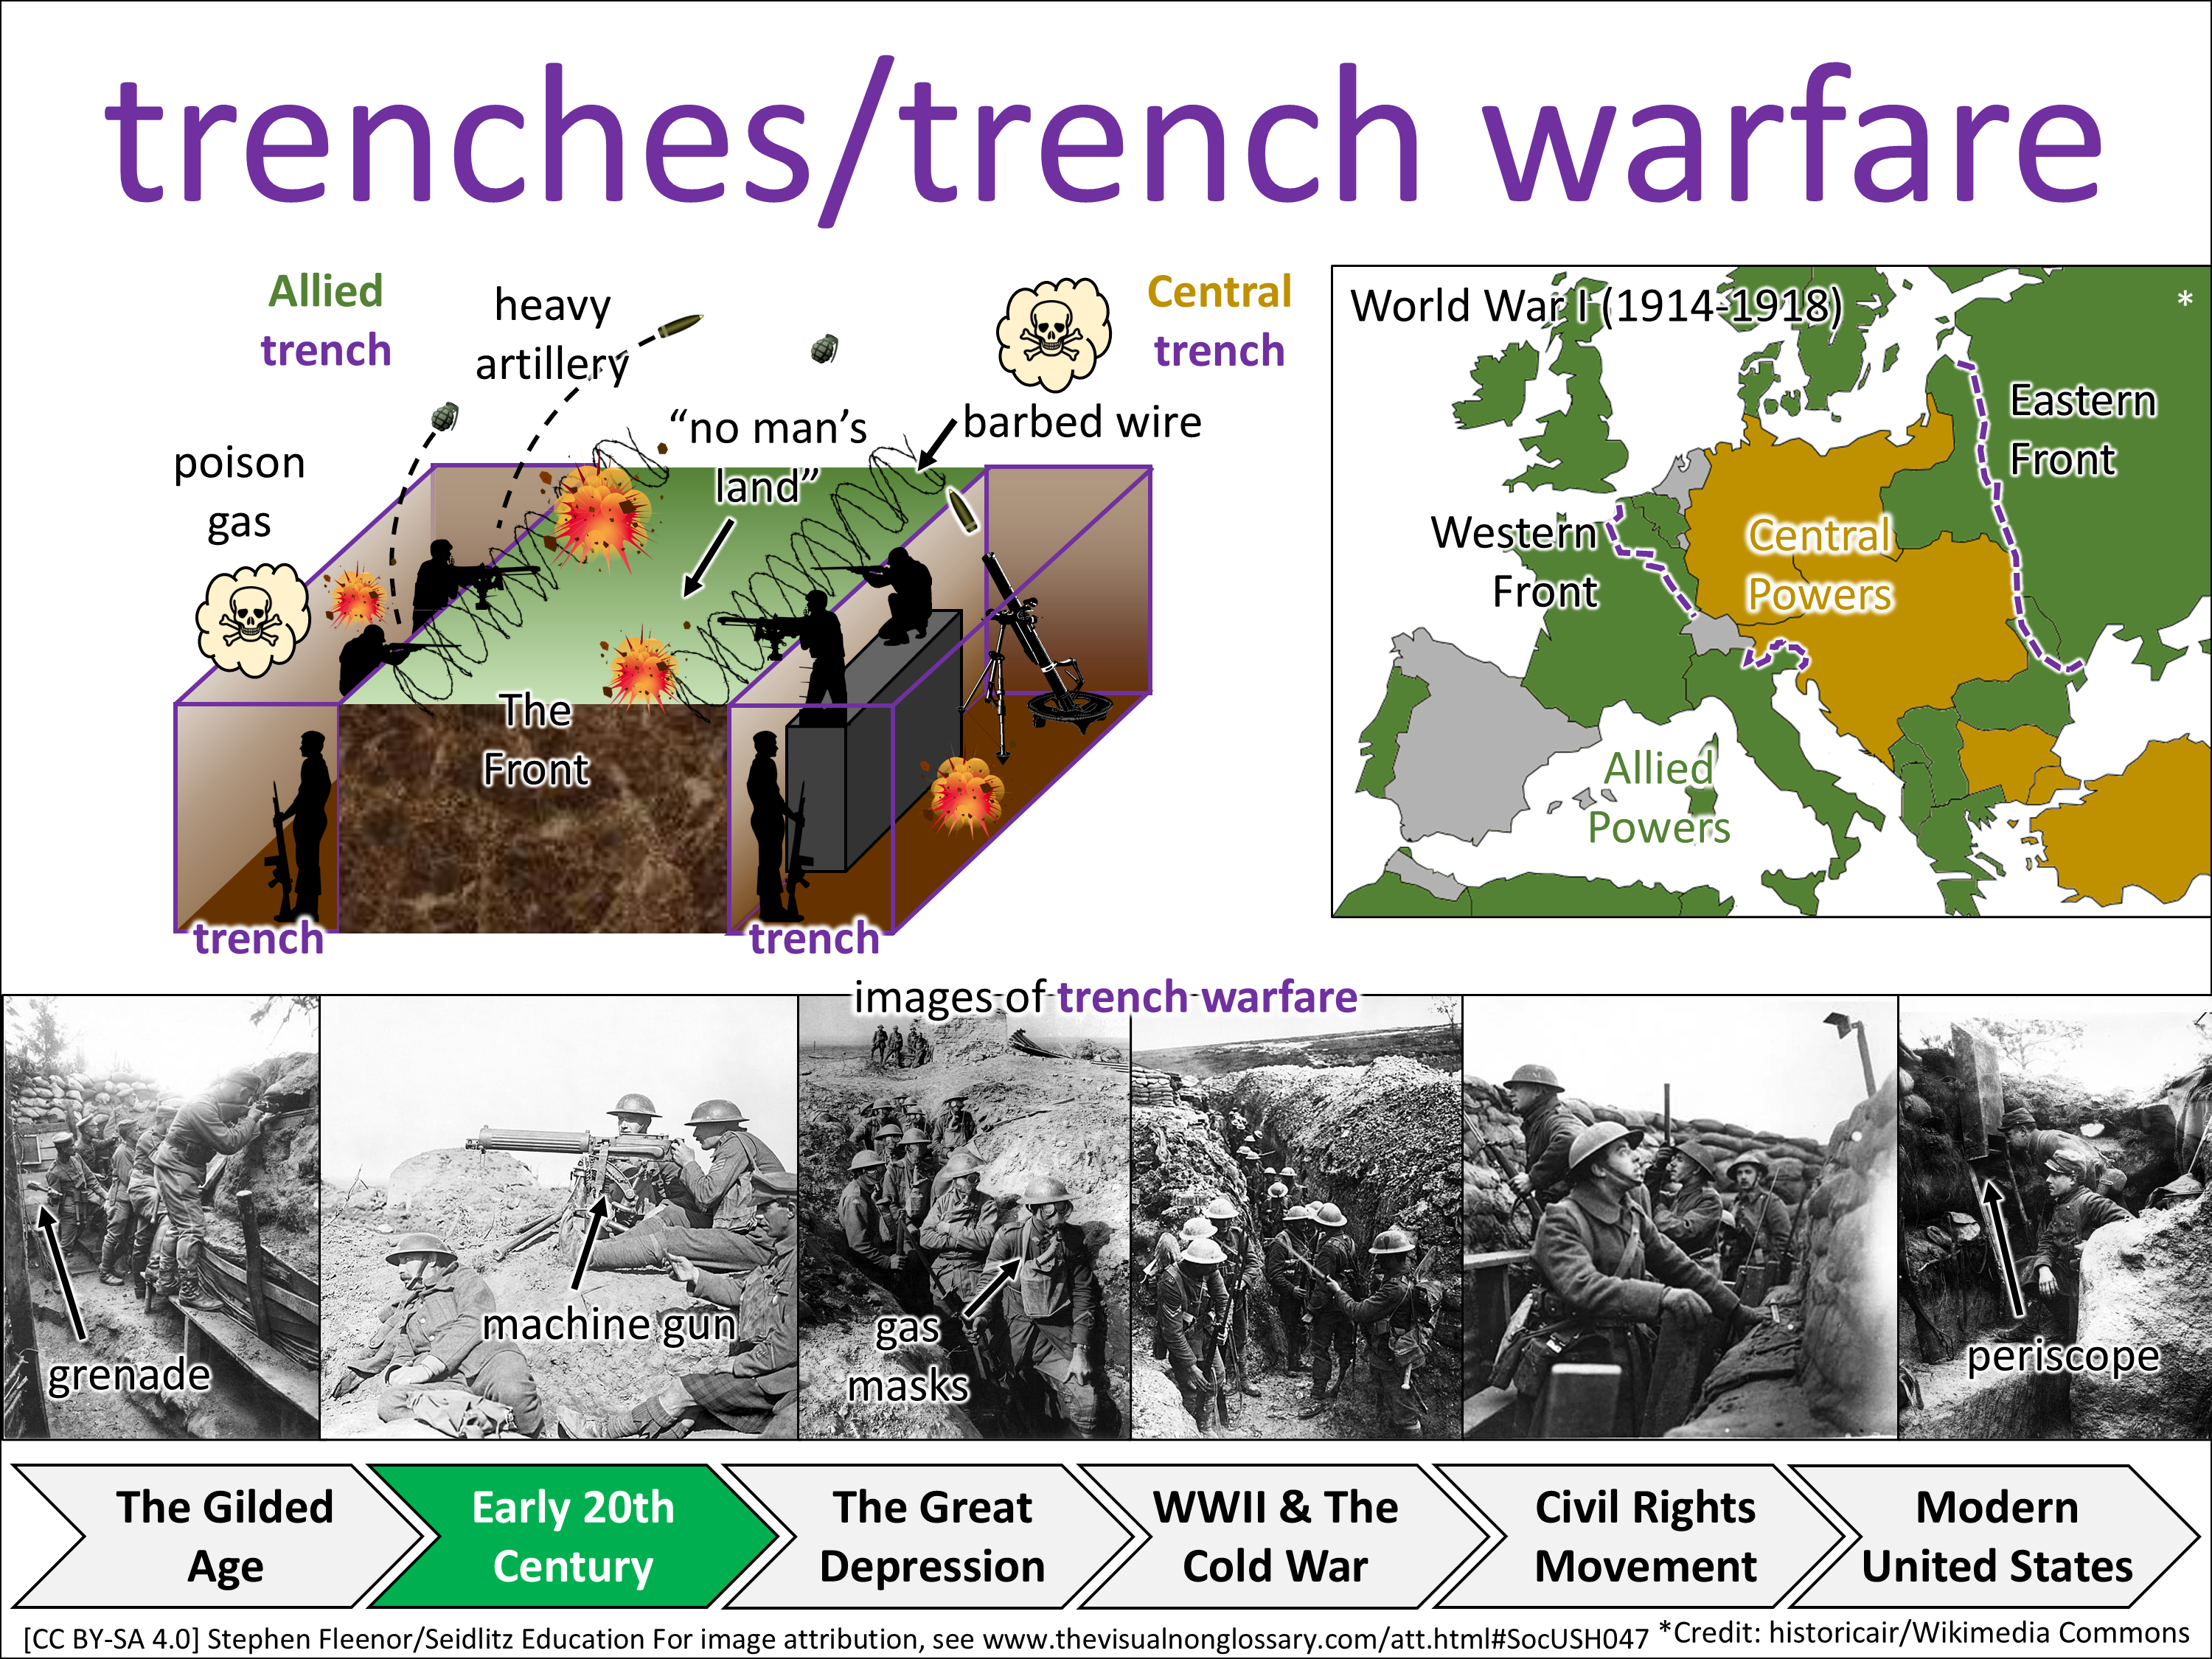 trenches/trench warfare
Allied
trench
heavy
artillery
Central
trench
poison
gas
“no man’s
land”
barbed wire
The
Front
trench
trench
World War I (1914-1918)
*
Eastern
Front
Western
Front
Central
Powers
Allied
Powers
images of trench warfare
grenade
machine gun
gas
masks
periscope
The Gilded
Age
Early 20th
Century
The Great
Depression
WWII & The
Cold War
Civil Rights
Movement
Modern
United States
[CC BY-SA 4.0] Stephen Fleenor/Seidlitz Education For image attribution, see www.thevisualnonglossary.com/att.html#SocUSH047 *Credit: historicair/Wikimedia Commons